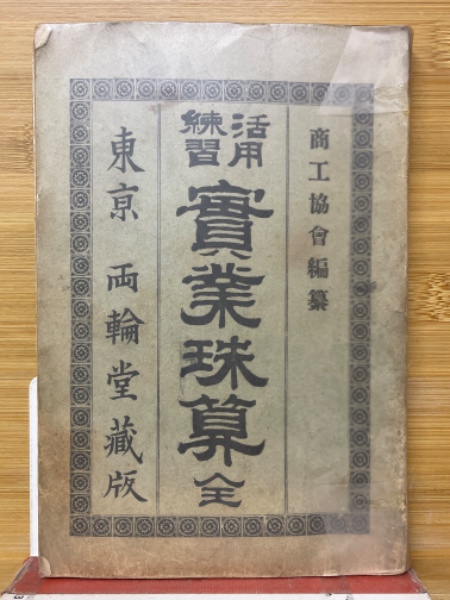 商工協會編纂
活用
練習
實業珠算 全
東京 両輪堂藏版